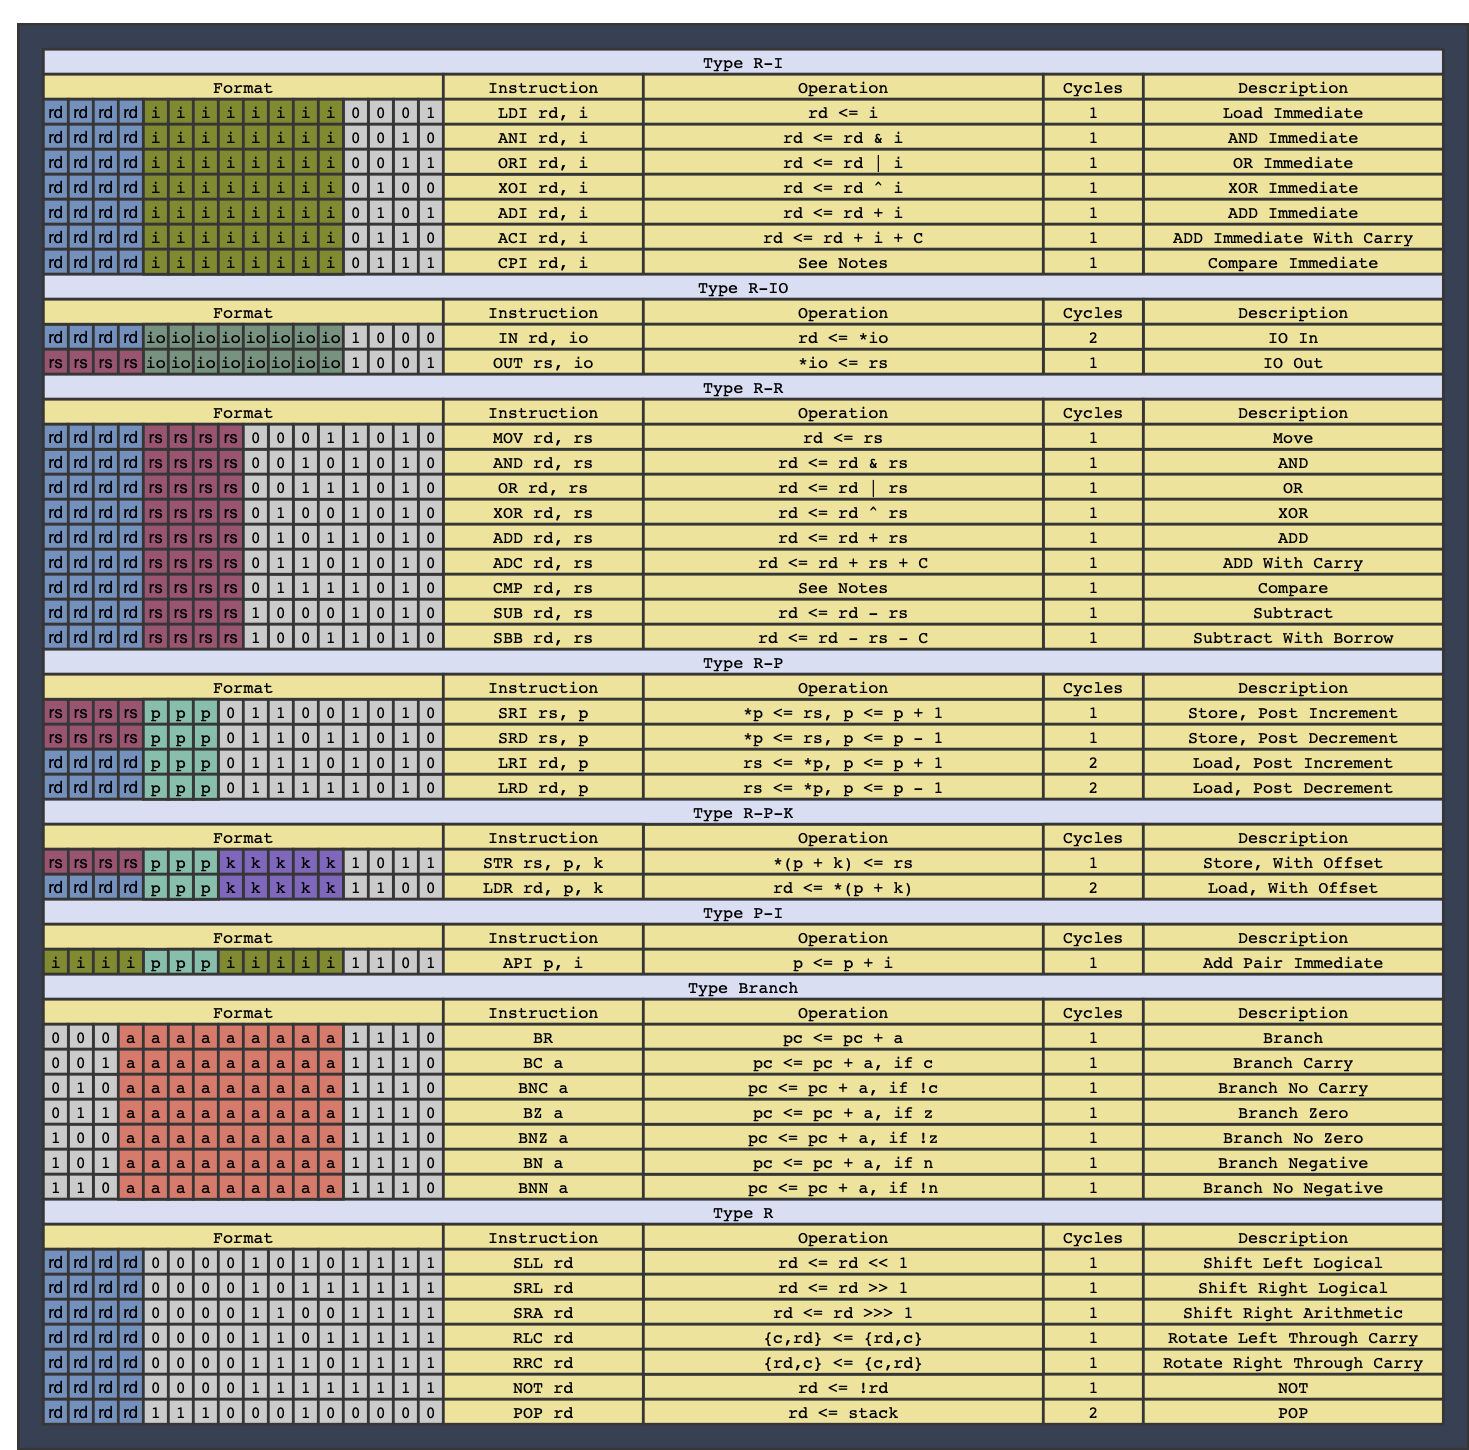 Type R-I
Format Instruction Operation Cycles Description
rd rd rd rd i i i i i i i i 0 0 0 1 LDI rd, i rd <= i 1 Load Immediate
rd rd rd rd i i i i i i i i 0 0 1 0 ANI rd, i rd <= rd & i 1 AND Immediate
rd rd rd rd i i i i i i i i 0 0 1 1 ORI rd, i rd <= rd | i 1 OR Immediate
rd rd rd rd i i i i i i i i 0 1 0 0 XOI rd, i rd <= rd ^ i 1 XOR Immediate
rd rd rd rd i i i i i i i i 0 1 0 1 ADI rd, i rd <= rd + i 1 ADD Immediate
rd rd rd rd i i i i i i i i 0 1 1 0 ACI rd, i rd <= rd + i + C 1 ADD Immediate With Carry
rd rd rd rd i i i i i i i i 0 1 1 1 CPI rd, i See Notes 1 Compare Immediate
Type R-IO
Format Instruction Operation Cycles Description
rd rd rd rd io io io io io io io io 1 0 0 0 IN rd, io rd <= *io 2 IO In
rs rs rs rs io io io io io io io io 1 0 0 1 OUT rs, io *io <= rs 1 IO Out
Type R-R
Format Instruction Operation Cycles Description
rd rd rd rd rs rs rs rs 0 0 0 1 1 0 1 0 MOV rd, rs rd <= rs 1 Move
rd rd rd rd rs rs rs rs 0 0 1 0 1 0 1 0 AND rd, rs rd <= rd & rs 1 AND
rd rd rd rd rs rs rs rs 0 0 1 1 1 0 1 0 OR rd, rs rd <= rd | rs 1 OR
rd rd rd rd rs rs rs rs 0 1 0 0 1 0 1 0 XOR rd, rs rd <= rd ^ rs 1 XOR
rd rd rd rd rs rs rs rs 0 1 0 1 1 0 1 0 ADD rd, rs rd <= rd + rs 1 ADD
rd rd rd rd rs rs rs rs 0 1 1 0 1 0 1 0 ADC rd, rs rd <= rd + rs + C 1 ADD With Carry
rd rd rd rd rs rs rs rs 0 1 1 1 1 0 1 0 CMP rd, rs See Notes 1 Compare
rd rd rd rd rs rs rs rs 1 0 0 0 1 0 1 0 SUB rd, rs rd <= rd - rs 1 Subtract
rd rd rd rd rs rs rs rs 1 0 0 1 1 0 1 0 SBB rd, rs rd <= rd - rs - C 1 Subtract With Borrow
Type R-P
Format Instruction Operation Cycles Description
rs rs rs rs p p p 0 1 1 0 0 1 0 1 0 SRI rs, p *p <= rs, p <= p + 1 1 Store, Post Increment
rs rs rs rs p p p 0 1 1 0 1 1 0 1 0 SRD rs, p *p <= rs, p <= p - 1 1 Store, Post Decrement
rd rd rd rd p p p 0 1 1 1 0 1 0 1 0 LRI rd, p rs <= *p, p <= p + 1 2 Load, Post Increment
rd rd rd rd p p p 0 1 1 1 1 1 0 1 0 LRD rd, p rs <= *p, p <= p - 1 2 Load, Post Decrement
Type R-P-K
Format Instruction Operation Cycles Description
rs rs rs rs p p p k k k k k 1 0 1 1 STR rs, p, k *(p + k) <= rs 1 Store, With Offset
rd rd rd rd p p p k k k k k 1 1 0 0 LDR rd, p, k rd <= *(p + k) 2 Load, With Offset
Type P-I
Format Instruction Operation Cycles Description
i i i i p p p i i i i i 1 1 0 1 API p, i p <= p + i 1 Add Pair Immediate
Type Branch
Format Instruction Operation Cycles Description
0 0 0 a a a a a a a a a 1 1 1 0 BR pc <= pc + a 1 Branch
0 0 1 a a a a a a a a a 1 1 1 0 BC a pc <= pc + a, if c 1 Branch Carry
0 1 0 a a a a a a a a a 1 1 1 0 BNC a pc <= pc + a, if !c 1 Branch No Carry
0 1 1 a a a a a a a a a 1 1 1 0 BZ a pc <= pc + a, if z 1 Branch Zero
1 0 0 a a a a a a a a a 1 1 1 0 BNZ a pc <= pc + a, if !z 1 Branch No Zero
1 0 1 a a a a a a a a a 1 1 1 0 BN a pc <= pc + a, if n 1 Branch Negative
1 1 0 a a a a a a a a a 1 1 1 0 BNN a pc <= pc + a, if !n 1 Branch No Negative
Type R
Format Instruction Operation Cycles Description
rd rd rd rd 0 0 0 0 1 0 1 0 1 1 1 1 SLL rd rd <= rd << 1 1 Shift Left Logical
rd rd rd rd 0 0 0 0 1 0 1 1 1 1 1 1 SRL rd rd <= rd >> 1 1 Shift Right Logical
rd rd rd rd 0 0 0 0 1 1 0 0 1 1 1 1 SRA rd rd <= rd >>> 1 1 Shift Right Arithmetic
rd rd rd rd 0 0 0 0 1 1 0 1 1 1 1 1 RLC rd {c,rd} <= {rd,c} 1 Rotate Left Through Carry
rd rd rd rd 0 0 0 0 1 1 1 0 1 1 1 1 RRC rd {rd,c} <= {c,rd} 1 Rotate Right Through Carry
rd rd rd rd 0 0 0 0 1 1 1 1 1 1 1 1 NOT rd rd <= !rd 1 NOT
rd rd rd rd 1 1 1 0 0 0 1 0 0 0 0 0 POP rd rd <= stack 2 POP